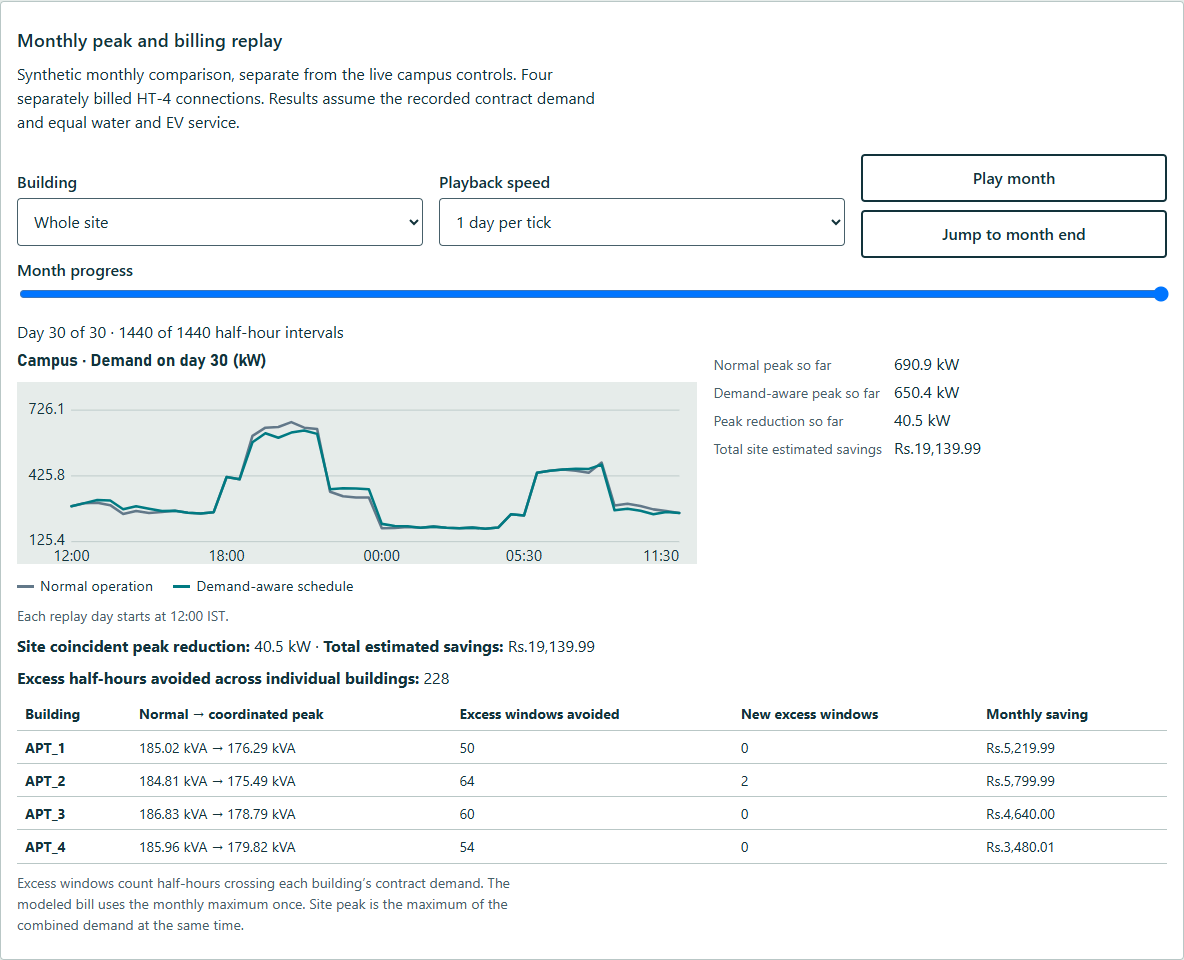 Monthly peak and billing replay
Synthetic monthly comparison, separate from the live campus controls. Four
separately billed HT-4 connections. Results assume the recorded contract demand
and equal water and EV service.
Building
Playback speed
Play month
Whole site
1 day per tick
Jump to month end
Month progress
Day 30 of 30 · 1440 of 1440 half-hour intervals
Campus · Demand on day 30 (kW)
726.1
425.8
125.4
12:00 18:00 00:00 05:30 11:30
Normal operation Demand-aware schedule
Normal peak so far 690.9 kW
Demand-aware peak so far 650.4 kW
Peak reduction so far 40.5 kW
Total site estimated savings Rs.19,139.99
Each replay day starts at 12:00 IST.
Site coincident peak reduction: 40.5 kW · Total estimated savings: Rs.19,139.99
Excess half-hours avoided across individual buildings: 228
Building Normal → coordinated peak Excess windows avoided New excess windows Monthly saving
APT_1 185.02 kVA → 176.29 kVA 50 0 Rs.5,219.99
APT_2 184.81 kVA → 175.49 kVA 64 2 Rs.5,799.99
APT_3 186.83 kVA → 178.79 kVA 60 0 Rs.4,640.00
APT_4 185.96 kVA → 179.82 kVA 54 0 Rs.3,480.01
Excess windows count half-hours crossing each building's contract demand. The
modeled bill uses the monthly maximum once. Site peak is the maximum of the
combined demand at the same time.